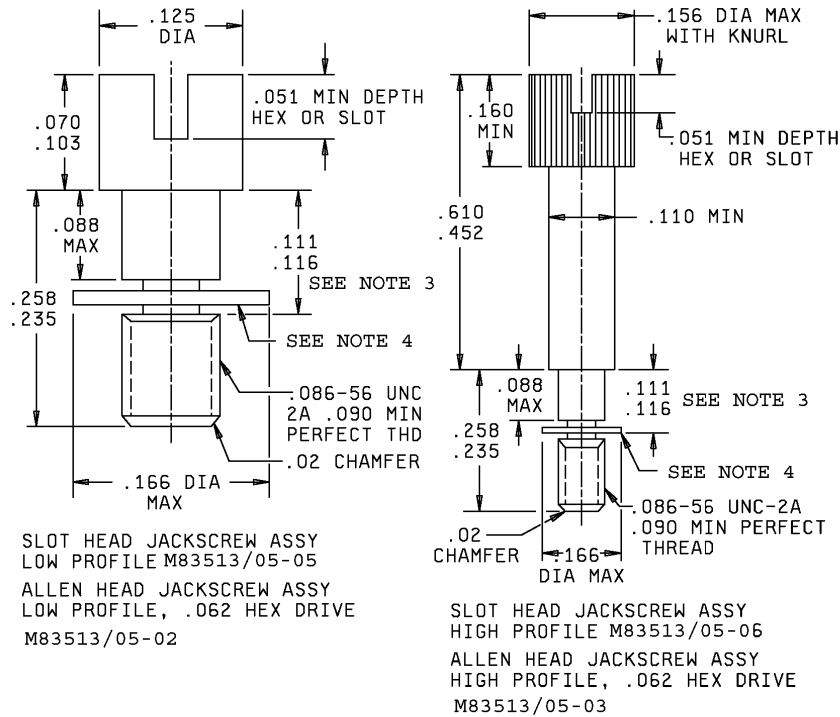 .125
DIA
.070
.103
.051 MIN DEPTH
HEX OR SLOT
.088
MAX
.111
.116
SEE NOTE 3
.258
.235
SEE NOTE 4
.086-56 UNC
2A .090 MIN
PERFECT THD
.02 CHAMFER
.166 DIA
MAX
SLOT HEAD JACKSCREW ASSY
LOW PROFILE M83513/05-05
ALLEN HEAD JACKSCREW ASSY
LOW PROFILE, .062 HEX DRIVE
M83513/05-02
.156 DIA MAX
WITH KNURL
.160
MIN
.051 MIN DEPTH
HEX OR SLOT
.610
.452
.110 MIN
.088
MAX
.111
.116
SEE NOTE 3
.258
.235
SEE NOTE 4
.086-56 UNC-2A
.090 MIN PERFECT
THREAD
.02
CHAMFER
.166
DIA MAX
SLOT HEAD JACKSCREW ASSY
HIGH PROFILE M83513/05-06
ALLEN HEAD JACKSCREW ASSY
HIGH PROFILE, .062 HEX DRIVE
M83513/05-03